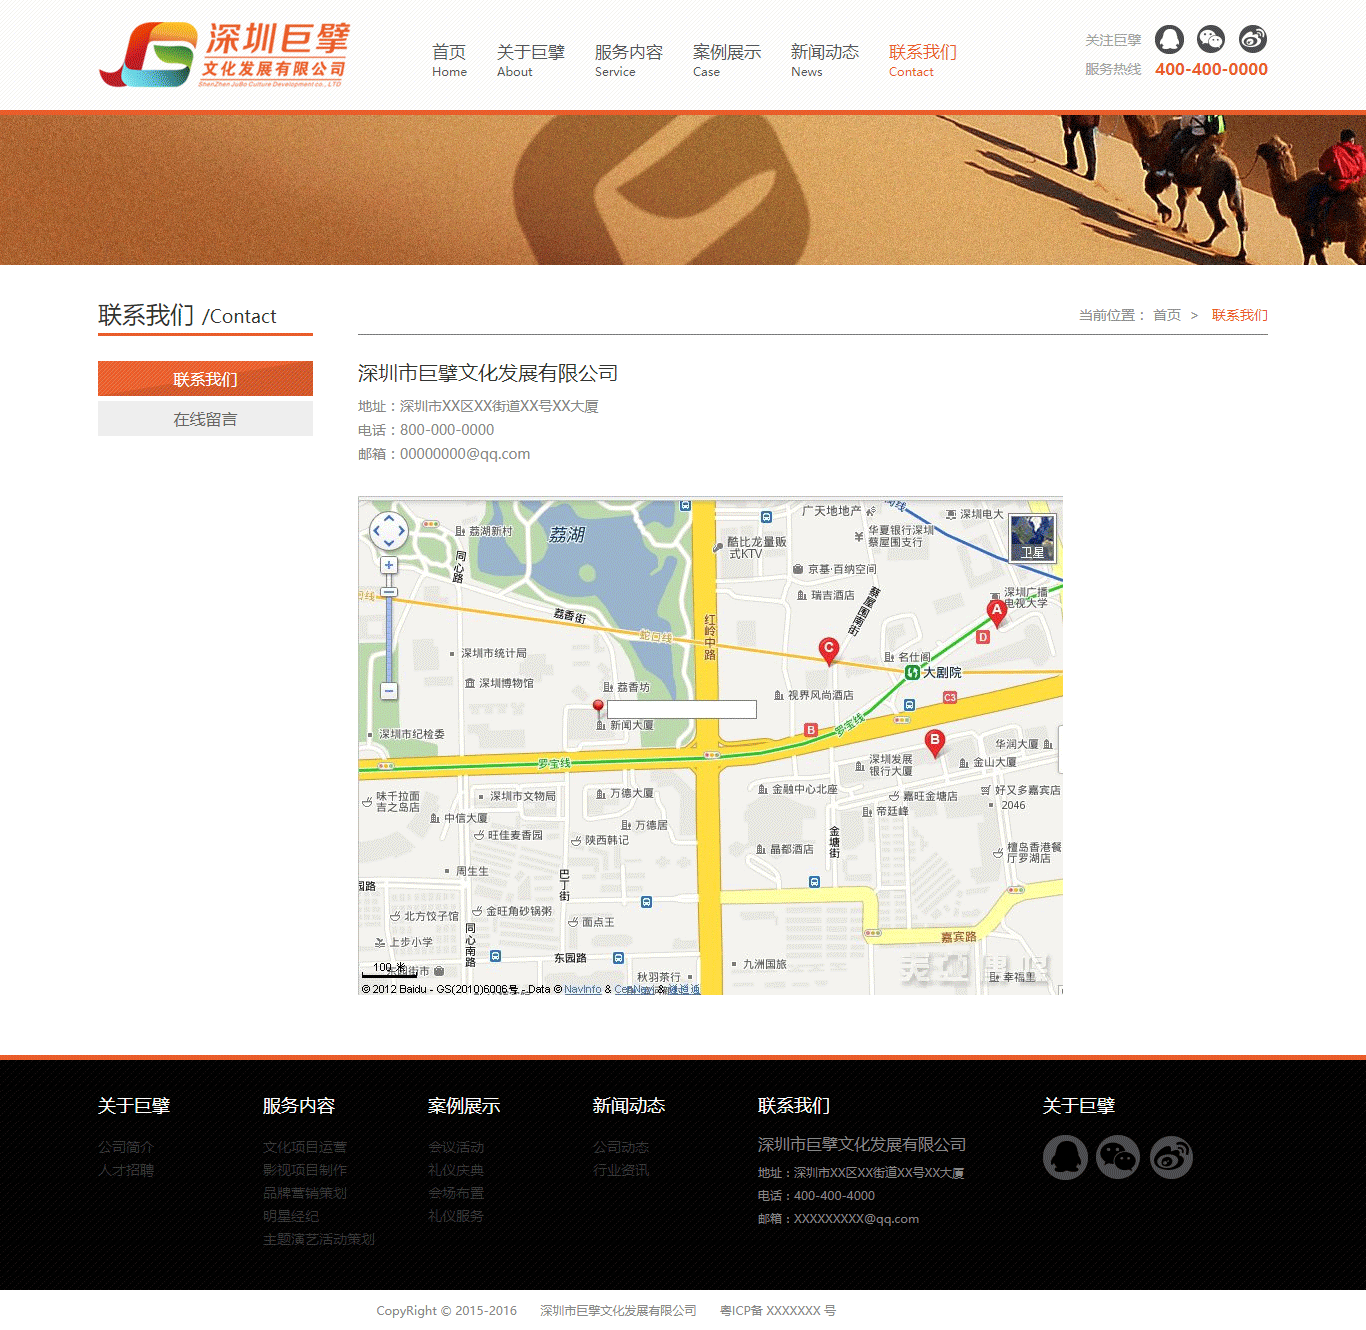 深圳巨擘
文化发展有限公司
ShenZhen JuBo Culture Development co., LTD
首页 关于巨擘 服务内容 案例展示 新闻动态 联系我们
Home About Service Case News Contact
关注巨擘
服务热线 400-400-0000
联系我们 /Contact
当前位置： 首页 > 联系我们
联系我们
在线留言
深圳市巨擘文化发展有限公司
地址：深圳市XX区XX街道XX号XX大厦
电话：800-000-0000
邮箱：00000000@qq.com
广天地地产
深圳电大
荔湖新村
荔湖
华夏银行深圳
蔡屋围支行
酷比龙量贩
式KTV
卫星
同心路
京基·百纳空间
瑞吉酒店
蔡屋围南街
深圳广播
电视大学
A
荔香街
红岭中路
蛇口线
D
C
深圳市统计局
名仕阁
大剧院
深圳博物馆
荔香坊
视界风尚酒店
C3
新闻大厦
B
罗宝线
深圳市纪检委
B
华润大厦
罗宝线
深圳发展
银行大厦
金山大厦
味千拉面
吉之岛店
深圳市文物局
万德大厦
金融中心北座
嘉旺金塘店
好又多嘉宾店
2046
中信大厦
帝廷峰
旺佳麦香园
万德居
陕西韩记
金塘街
晶都酒店
檀岛香港餐
厅罗湖店
周生生
巴丁街
园路
北方饺子馆
金旺角砂锅粥
面点王
同心南路
上步小学
嘉宾路
东园路
九洲国旅
100 米
秋羽茶行
幸福里
© 2012 Baidu - GS(2010)6006号 - Data © NavInfo & CenNavi & 道道通
关于巨擘 服务内容 案例展示 新闻动态 联系我们 关于巨擘
公司简介 文化项目运营 会议活动 公司动态 深圳市巨擘文化发展有限公司
人才招聘 影视项目制作 礼仪庆典 行业资讯 地址：深圳市XX区XX街道XX号XX大厦
品牌营销策划 会场布置 电话：400-400-4000
明星经纪 礼仪服务 邮箱：XXXXXXXXX@qq.com
主题演艺活动策划
CopyRight © 2015-2016 深圳市巨擘文化发展有限公司 粤ICP备 XXXXXXX 号